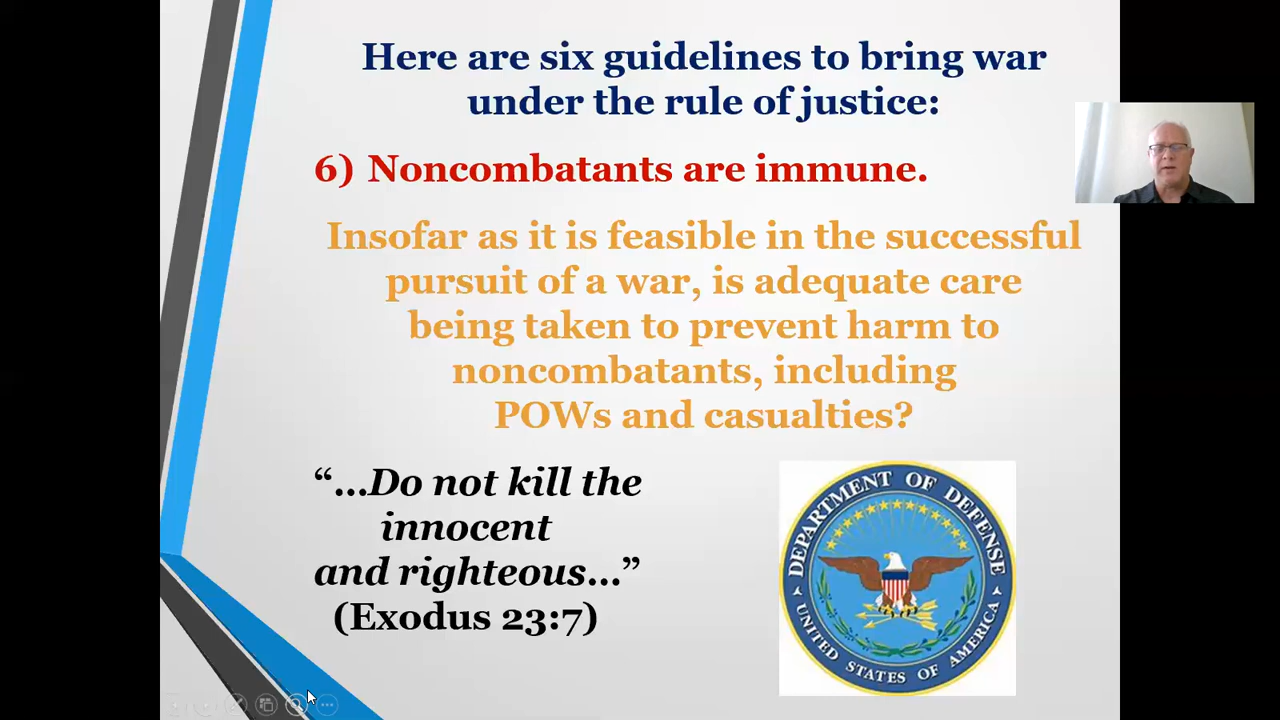 Here are six guidelines to bring war
under the rule of justice:
6) Noncombatants are immune.
Insofar as it is feasible in the successful
pursuit of a war, is adequate care
being taken to prevent harm to
noncombatants, including
POWs and casualties?
“...Do not kill the
innocent
and righteous...”
(Exodus 23:7)
DEPARTMENT OF DEFENSE
UNITED STATES OF AMERICA